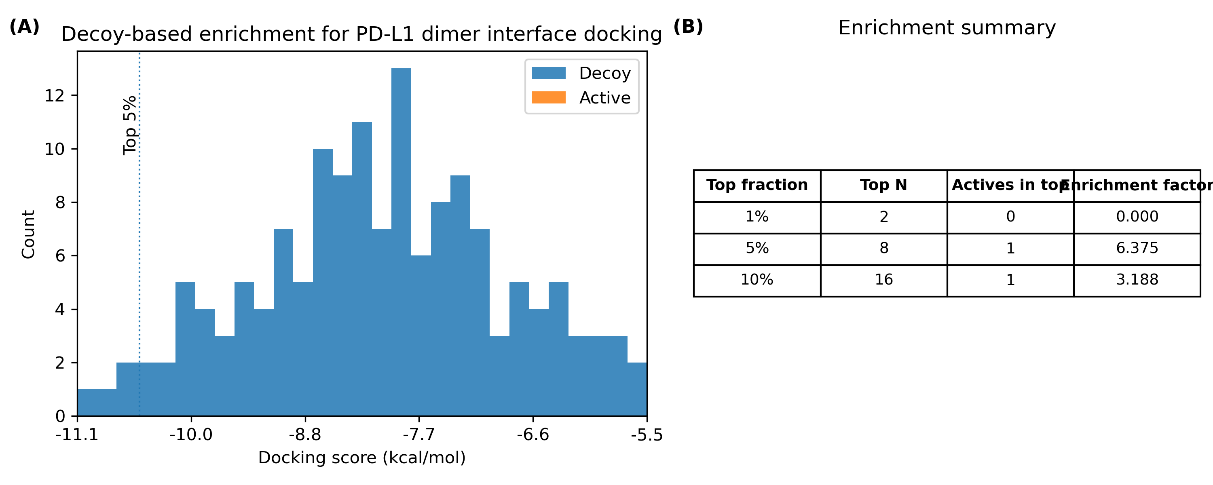 (A)
Decoy-based enrichment for PD-L1 dimer interface docking
Top 5%
Decoy
Active
Count
12
10
8
6
4
2
0
-11.1 -10.0 -8.8 -7.7 -6.6 -5.5
Docking score (kcal/mol)
(B)
Enrichment summary
Top fraction Top N Actives in top Enrichment factor
1% 2 0 0.000
5% 8 1 6.375
10% 16 1 3.188